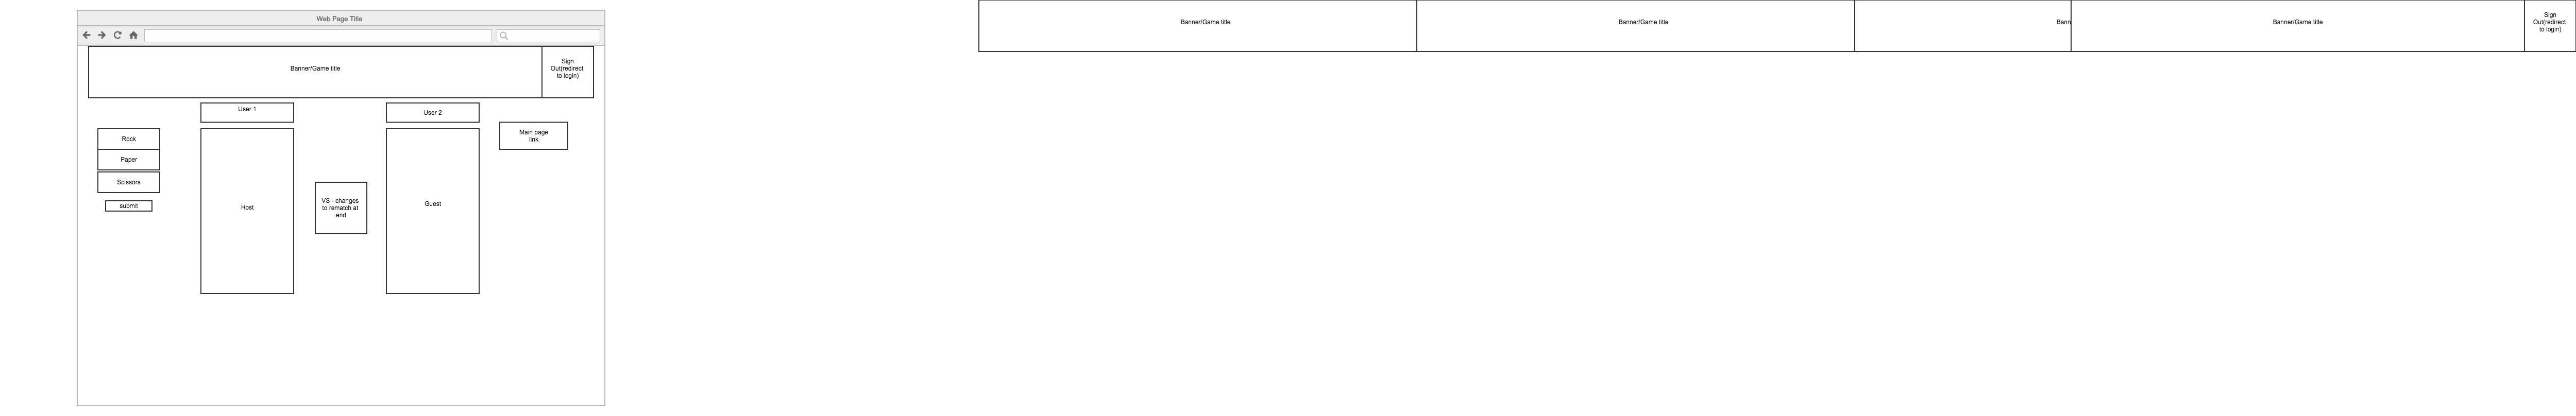 Web Page Title
Banner/Game title
Sign
Out(redirect
to login)
User 1
User 2
Main page
link
Rock
Paper
Scissors
submit
Host
VS - changes
to rematch at
end
Guest
Banner/Game title
Banner/Game title
Bann
Banner/Game title
Sign
Out(redirect
to login)